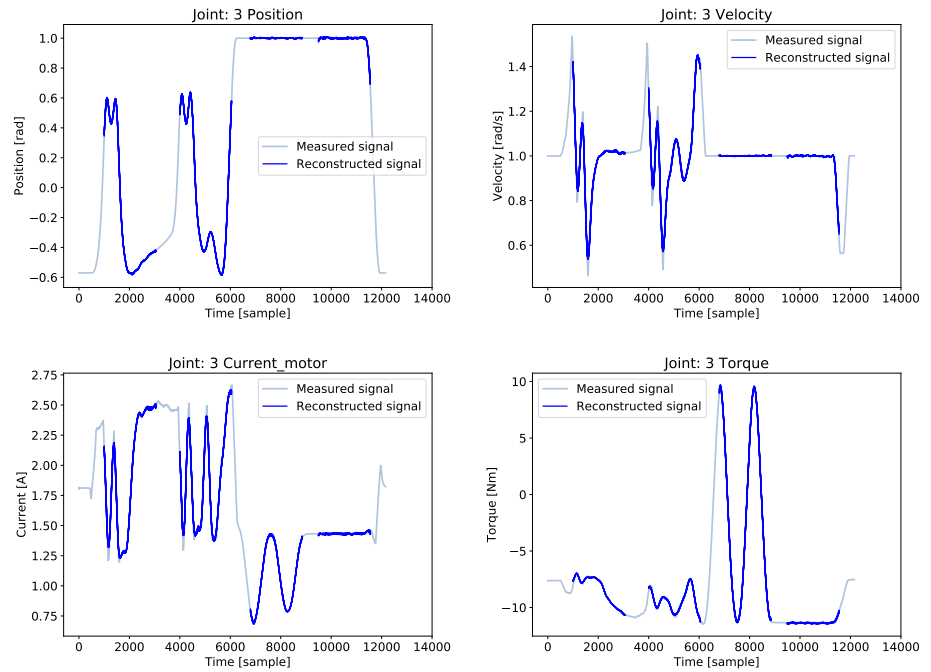 Joint: 3 Position
Position [rad]
1.0
0.8
0.6
0.4
0.2
0.0
−0.2
−0.4
−0.6
Measured signal
Reconstructed signal
0 2000 4000 6000 8000 10000 12000 14000
Time [sample]
Joint: 3 Velocity
Velocity [rad/s]
1.4
1.2
1.0
0.8
0.6
Measured signal
Reconstructed signal
0 2000 4000 6000 8000 10000 12000 14000
Time [sample]
Joint: 3 Current_motor
Current [A]
2.75
2.50
2.25
2.00
1.75
1.50
1.25
1.00
0.75
Measured signal
Reconstructed signal
0 2000 4000 6000 8000 10000 12000 14000
Time [sample]
Joint: 3 Torque
Torque [Nm]
10
5
0
−5
−10
Measured signal
Reconstructed signal
0 2000 4000 6000 8000 10000 12000 14000
Time [sample]